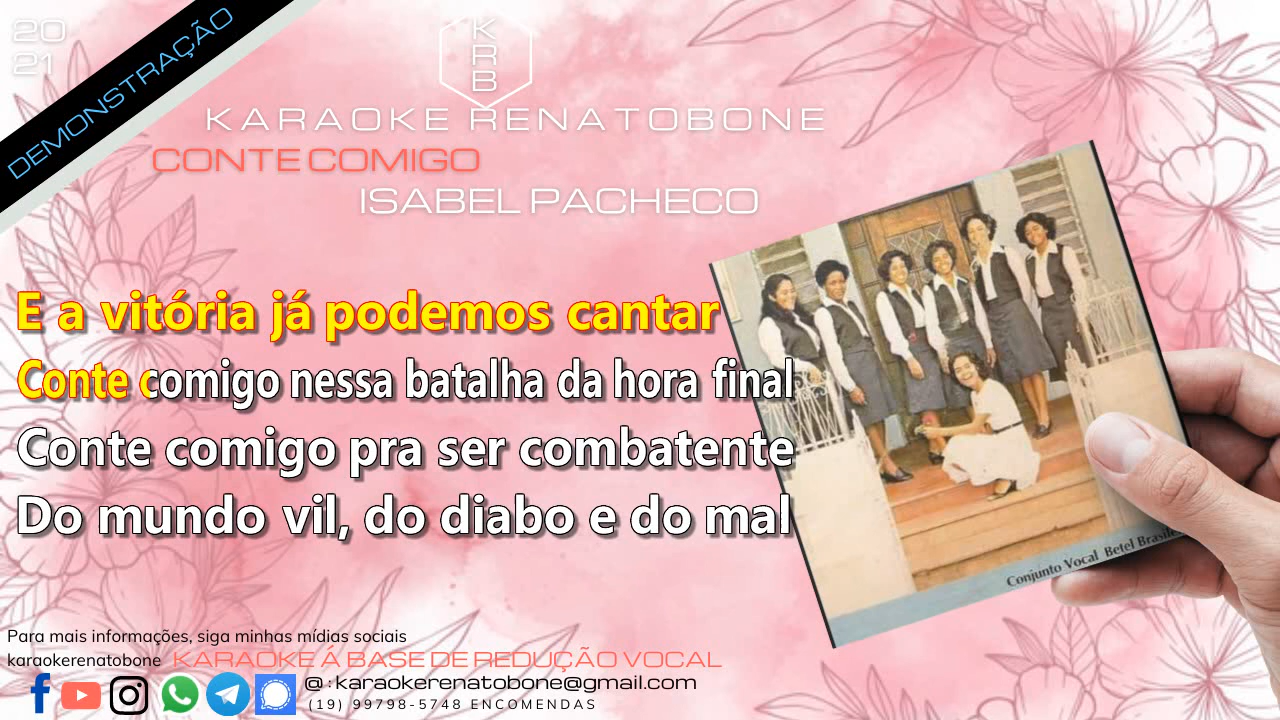 20
21
DEMONSTRAÇÃO
KRB
KARAOKE RENATOBONE
CONTE COMIGO
ISABEL PACHECO
E a vitória já podemos cantar
Conte comigo nessa batalha da hora final
Conte comigo pra ser combatente
Do mundo vil, do diabo e do mal
Conjunto Vocal Betel
Para mais informações, siga minhas mídias sociais
karaokerenatobone
KARAOKE Á BASE DE REDUÇÃO VOCAL
@:karaokerenatobone@gmail.com
(19) 99798-5748 ENCOMENDAS